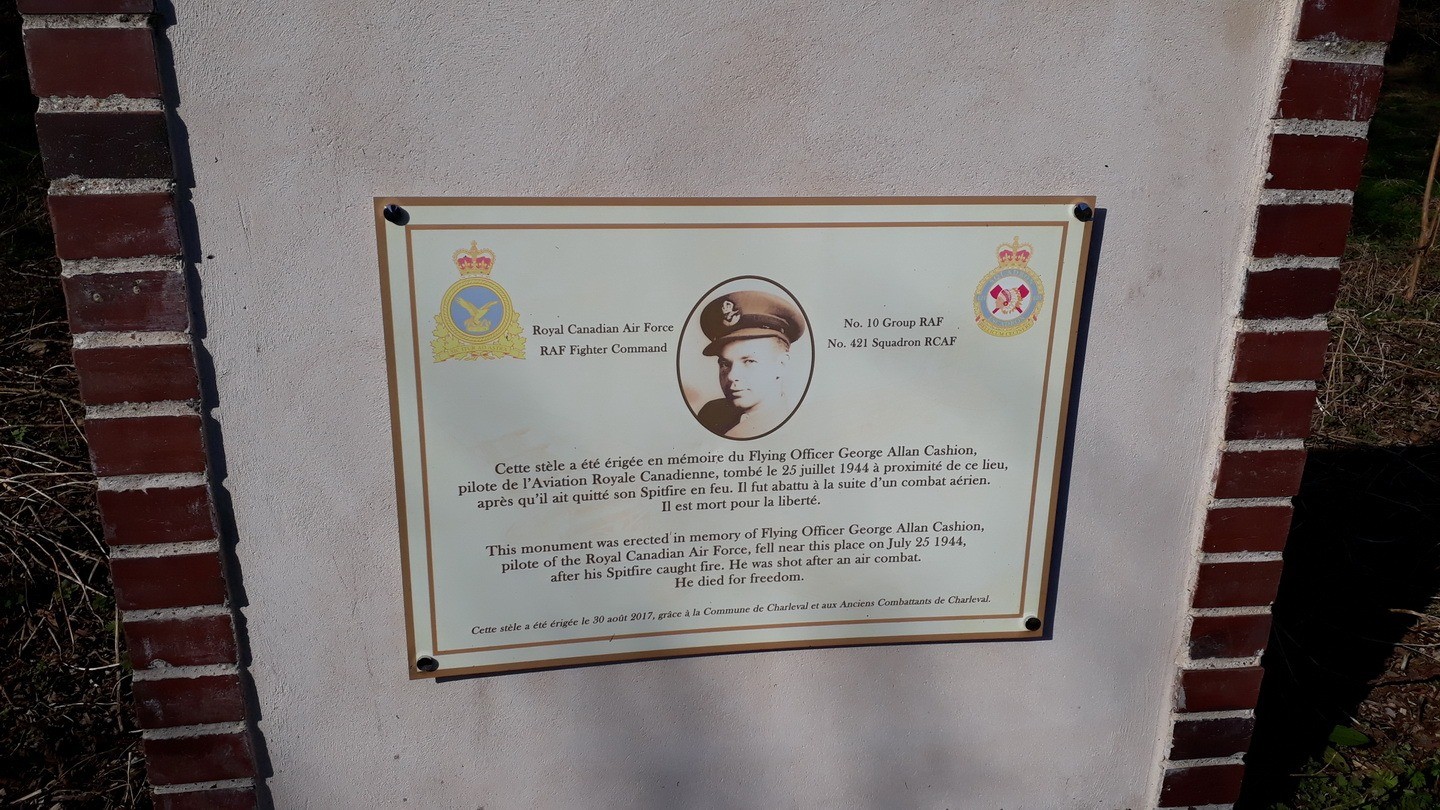 Royal Canadian Air Force
RAF Fighter Command
No. 10 Group RAF
No. 421 Squadron RCAF
Cette stèle a été érigée en mémoire du Flying Officer George Allan Cashion,
pilote de l'Aviation Royale Canadienne, tombé le 25 juillet 1944 à proximité de ce lieu,
après qu'il ait quitté son Spitfire en feu. Il fut abattu à la suite d'un combat aérien.
Il est mort pour la liberté.
This monument was erected in memory of Flying Officer George Allan Cashion,
pilote of the Royal Canadian Air Force, fell near this place on July 25 1944,
after his Spitfire caught fire. He was shot after an air combat.
He died for freedom.
Cette stèle a été érigée le 30 août 2017, grâce à la Commune de Charleval et aux Anciens Combattants de Charleval.